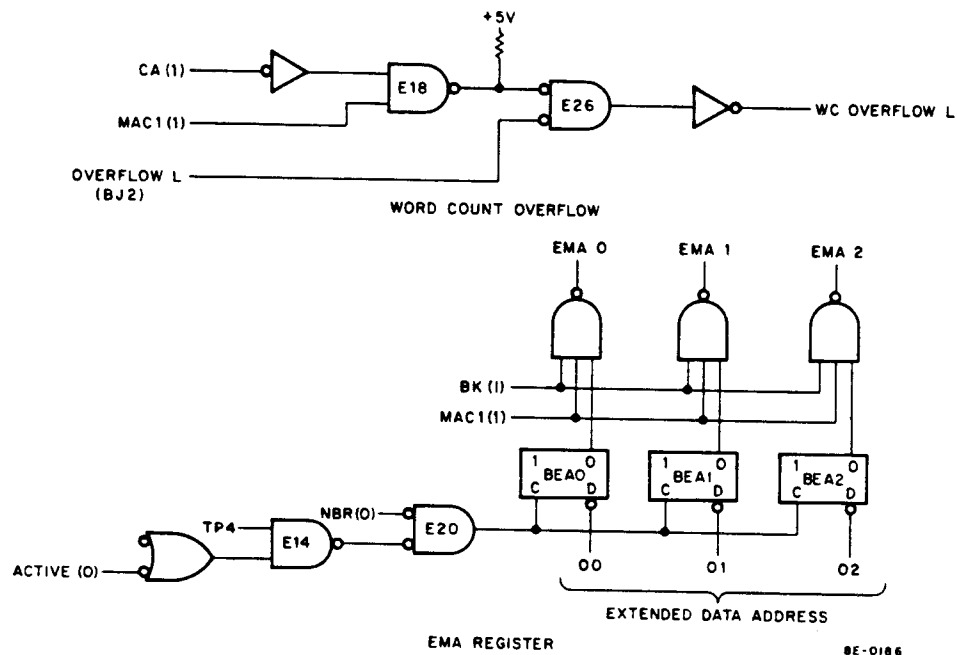 +5V
CA (1)
E18
E26
MAC1 (1)
WC OVERFLOW L
OVERFLOW L
(BJ2)
WORD COUNT OVERFLOW
EMA 0 EMA 1 EMA 2
BK (1)
MAC1(1)
1 0 1 0 1 0
BEA0 BEA1 BEA2
C D C D C D
NBR(0)
TP4
E14
E20
ACTIVE (0)
00 01 02
EXTENDED DATA ADDRESS
EMA REGISTER
8E-0186